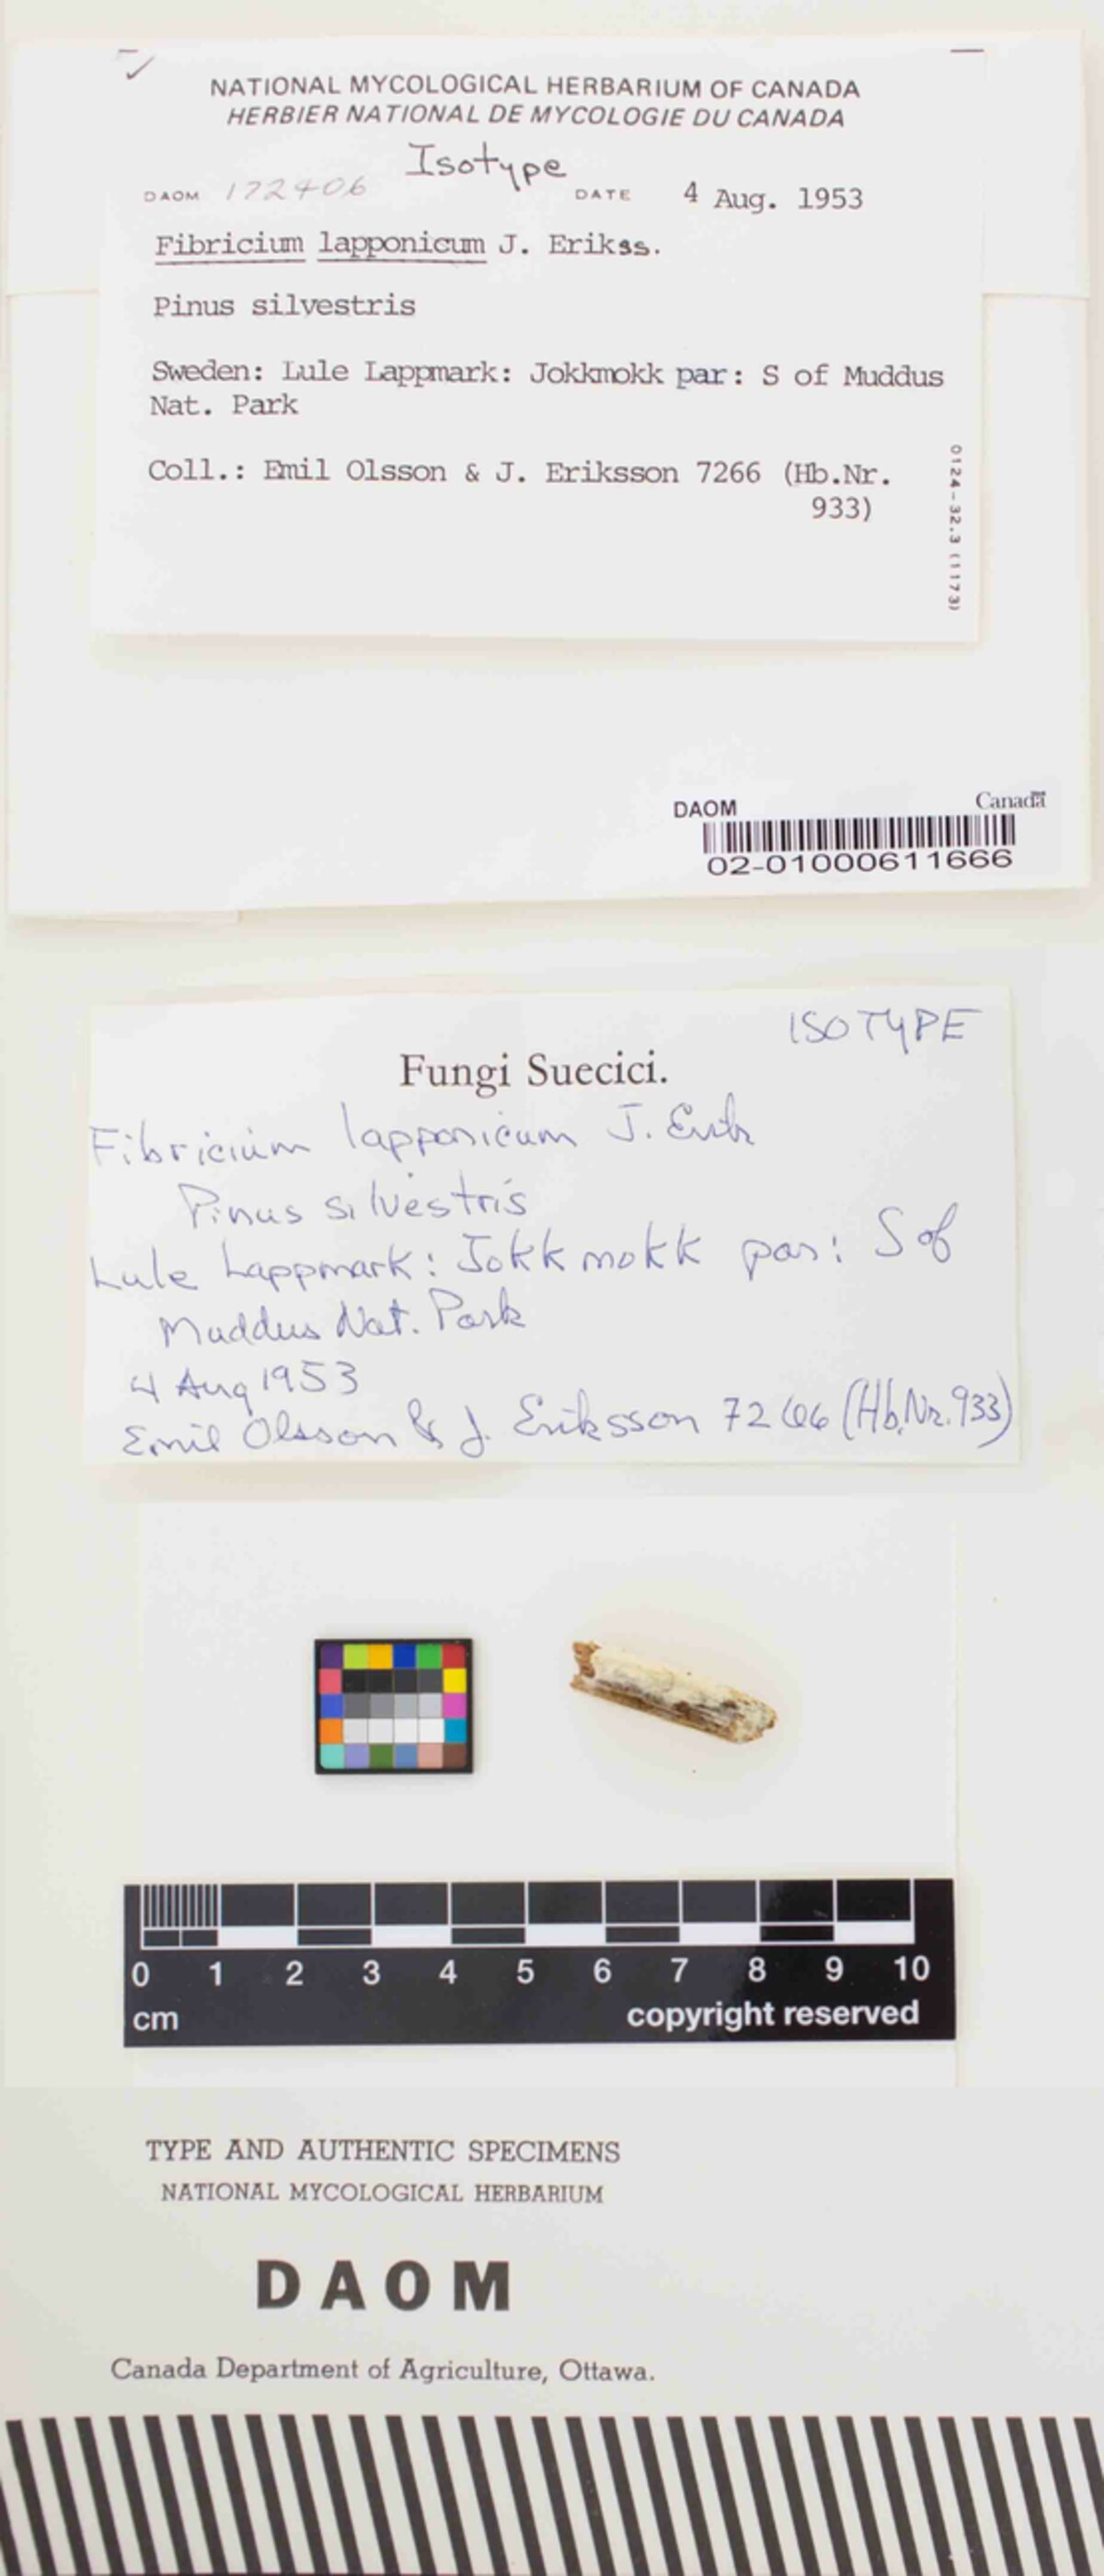 NATIONAL MYCOLOGICAL HERBARIUM OF CANADA
HERBIER NATIONAL DE MYCOLOGIE DU CANADA
Isotype
DAOM 172406 DATE 4 Aug. 1953
Fibricium lapponicum J. Erikss.
Pinus silvestris
Sweden: Lule Lappmark: Jokkmokk par: S of Muddus
Nat. Park
Coll.: Emil Olsson & J. Eriksson 7266 (Hb.Nr.
933)
0124-32.3 (1173)
DAOM Canada
02-01000611666
ISOTYPE
Fungi Suecici.
Fibricium lapponicum J. Erik
Pinus silvestris
Lule Lappmark: Jokkmokk par: S of
Muddus Nat. Park
4 Aug 1953
Emil Olsson & J. Eriksson 7266 (Hb.Nr.933)
0 1 2 3 4 5 6 7 8 9 10
cm copyright reserved
TYPE AND AUTHENTIC SPECIMENS
NATIONAL MYCOLOGICAL HERBARIUM
DAOM
Canada Department of Agriculture, Ottawa.